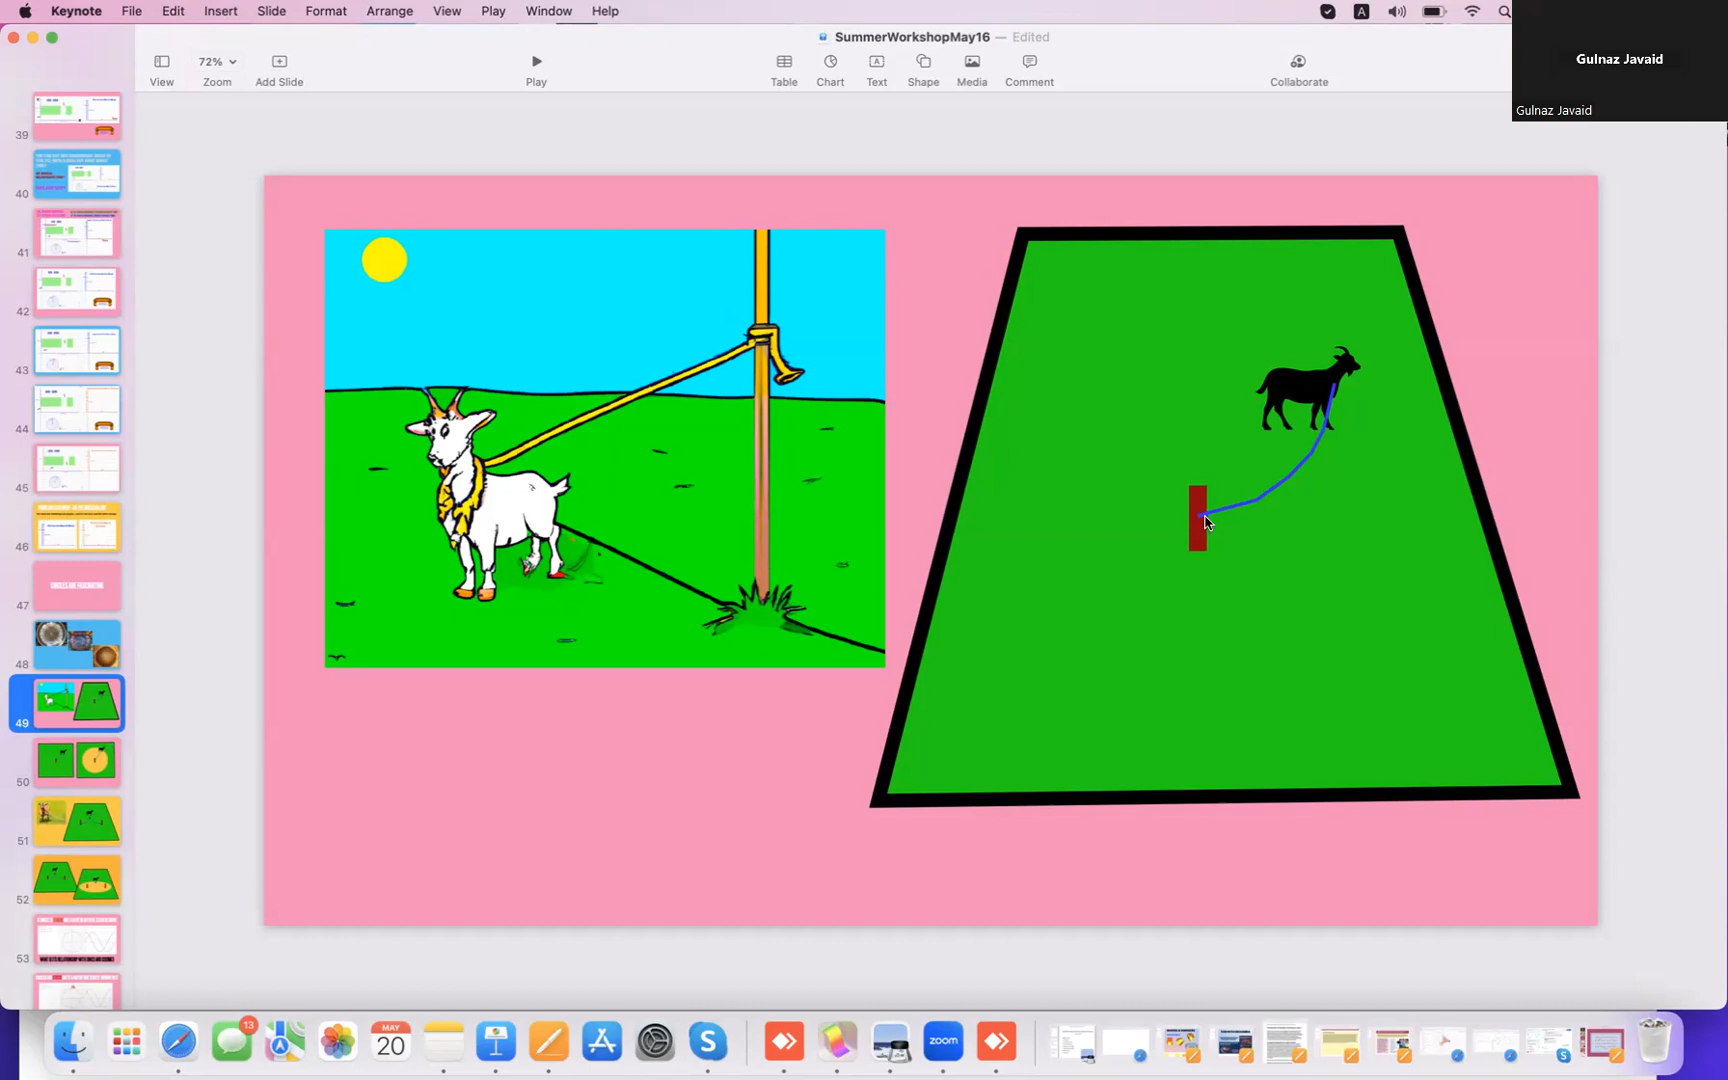 Keynote File Edit Insert Slide Format Arrange View Play Window Help
A
Gulnaz Javaid
Gulnaz Javaid
SummerWorkshopMay16 — Edited
72%
View Zoom Add Slide Play Table Chart Text Shape Media Comment Collaborate
39
40
41
42
43
44
45
46
47
48
49
50
51
52
53
13
MAY
20
zoom